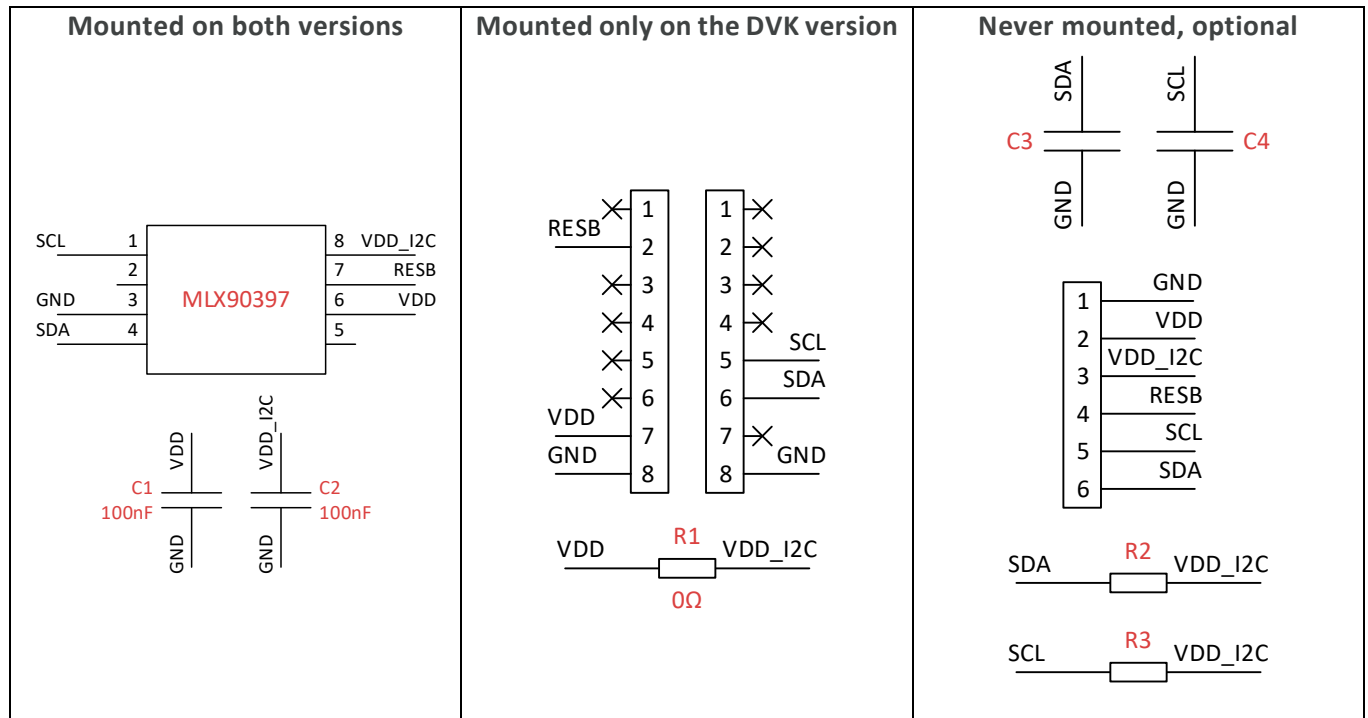 Mounted on both versions
SCL 1 8 VDD_I2C
2 7 RESB
GND 3 MLX90397 6 VDD
SDA 4 5
VDD VDD_I2C
C1 C2
100nF 100nF
GND GND
Mounted only on the DVK version
1 1
RESB 2 2
3 3
4 4
5 5 SCL
6 6 SDA
VDD 7 7
GND 8 8 GND
R1
VDD VDD_I2C
0Ω
Never mounted, optional
SDA SCL
C3 C4
GND GND
1 GND
2 VDD
3 VDD_I2C
4 RESB
5 SCL
6 SDA
SDA R2 VDD_I2C
SCL R3 VDD_I2C